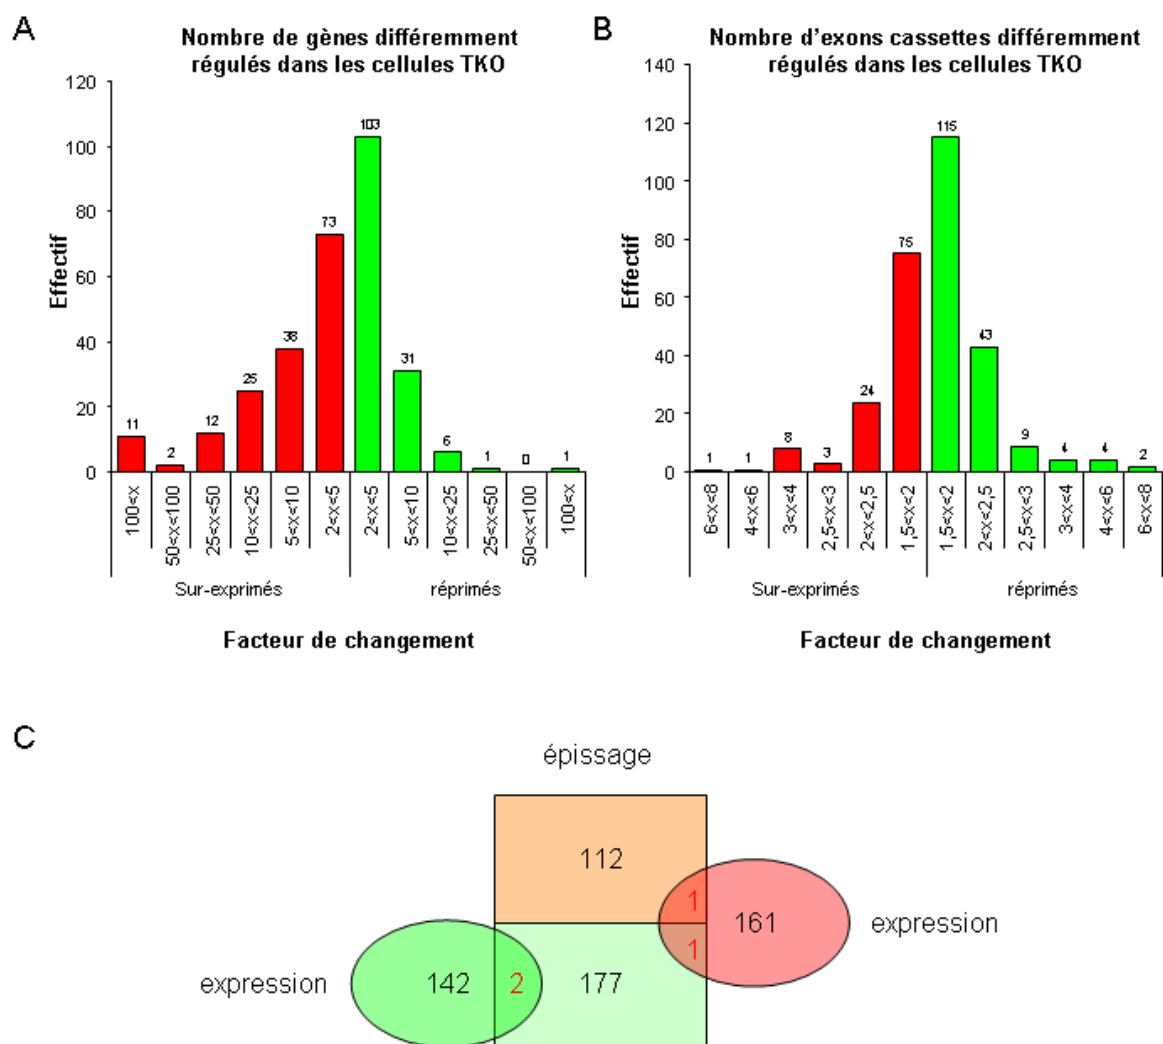 A
Nombre de gènes différemment
régulés dans les cellules TKO
Effectif
120
100
80
60
40
20
0
11
2
12
25
38
73
103
31
6
1
0
1
100<x
50<x<100
25<x<50
10<x<25
5<x<10
2<x<5
2<x<5
5<x<10
10<x<25
25<x<50
50<x<100
100<x
Sur-exprimés
réprimés
Facteur de changement
B
Nombre d'exons cassettes différemment
régulés dans les cellules TKO
Effectif
140
120
100
80
60
40
20
0
1
1
8
3
24
75
115
43
9
4
4
2
6<x<8
4<x<6
3<x<4
2,5<x<3
2<x<2,5
1,5<x<2
1,5<x<2
2<x<2,5
2,5<x<3
3<x<4
4<x<6
6<x<8
Sur-exprimés
réprimés
Facteur de changement
C
épissage
112
1
161
expression
1
expression
142
2
177